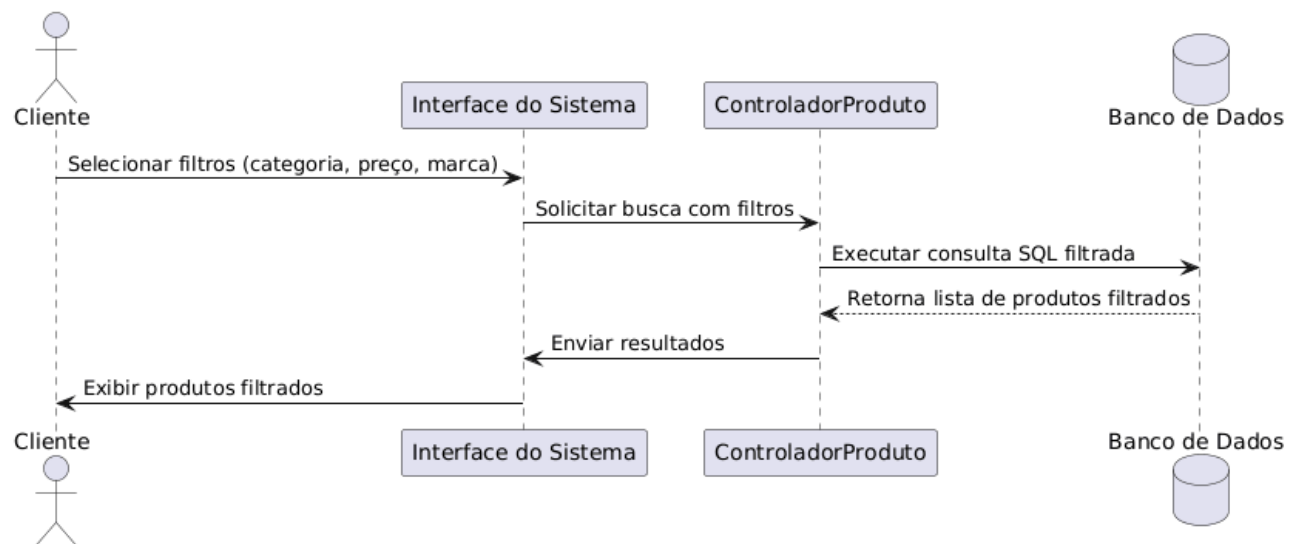 Cliente
Interface do Sistema
ControladorProduto
Banco de Dados
Selecionar filtros (categoria, preço, marca)
Solicitar busca com filtros
Executar consulta SQL filtrada
Retorna lista de produtos filtrados
Enviar resultados
Exibir produtos filtrados
Cliente
Interface do Sistema
ControladorProduto
Banco de Dados